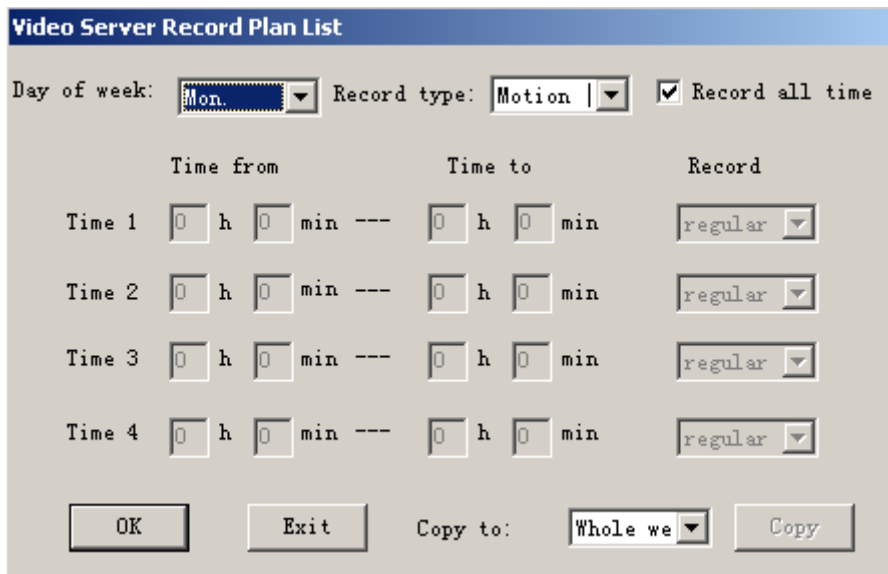 Video Server Record Plan List
Day of week: Mon. Record type: Motion | Record all time
Time from Time to Record
Time 1 0 h 0 min --- 0 h 0 min regular
Time 2 0 h 0 min --- 0 h 0 min regular
Time 3 0 h 0 min --- 0 h 0 min regular
Time 4 0 h 0 min --- 0 h 0 min regular
OK Exit Copy to: Whole we Copy